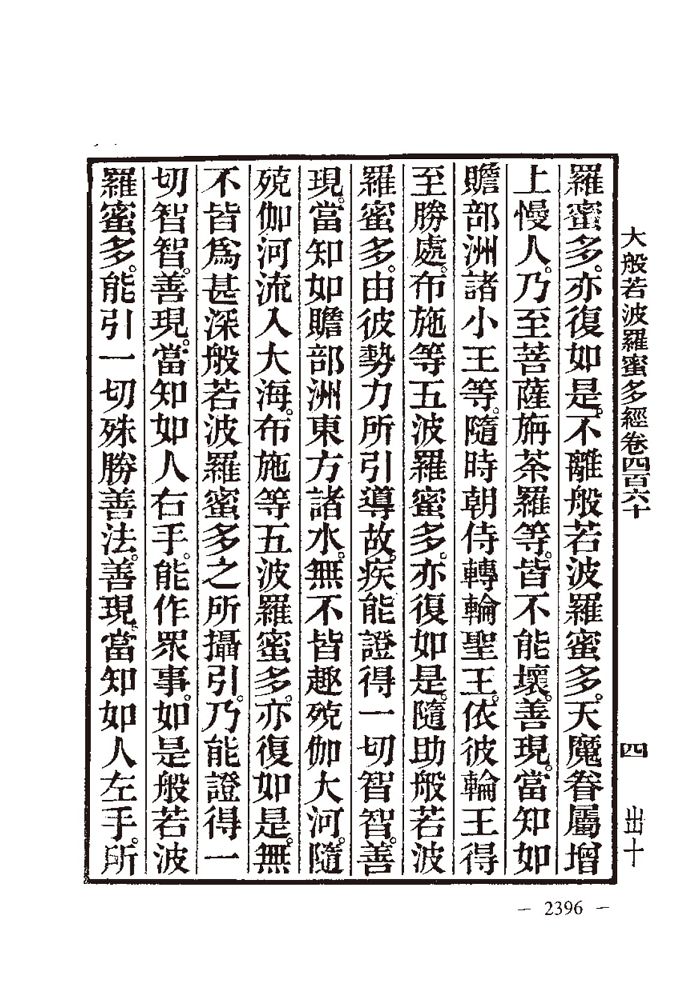 大般若波羅蜜多經卷四百六十 四 出十
羅蜜多。亦復如是。不離般若波羅蜜多。天魔眷屬增
上慢人。乃至菩薩旃荼羅等。皆不能壞。善現。當知如
贍部洲諸小王等。隨時朝侍轉輪聖王。依彼輪王得
至勝處。布施等五波羅蜜多。亦復如是。隨助般若波
羅蜜多。由彼勢力所引導故。疾能證得一切智智。善
現。當知如贍部洲東方諸水。無不皆趣殑伽大河。隨
殑伽河流入大海。布施等五波羅蜜多。亦復如是。無
不皆爲甚深般若波羅蜜多之所攝引。乃能證得一
切智智。善現。當知如人右手。能作眾事。如是般若波
羅蜜多。能引一切殊勝善法。善現。當知如人左手。所
— 2396 —